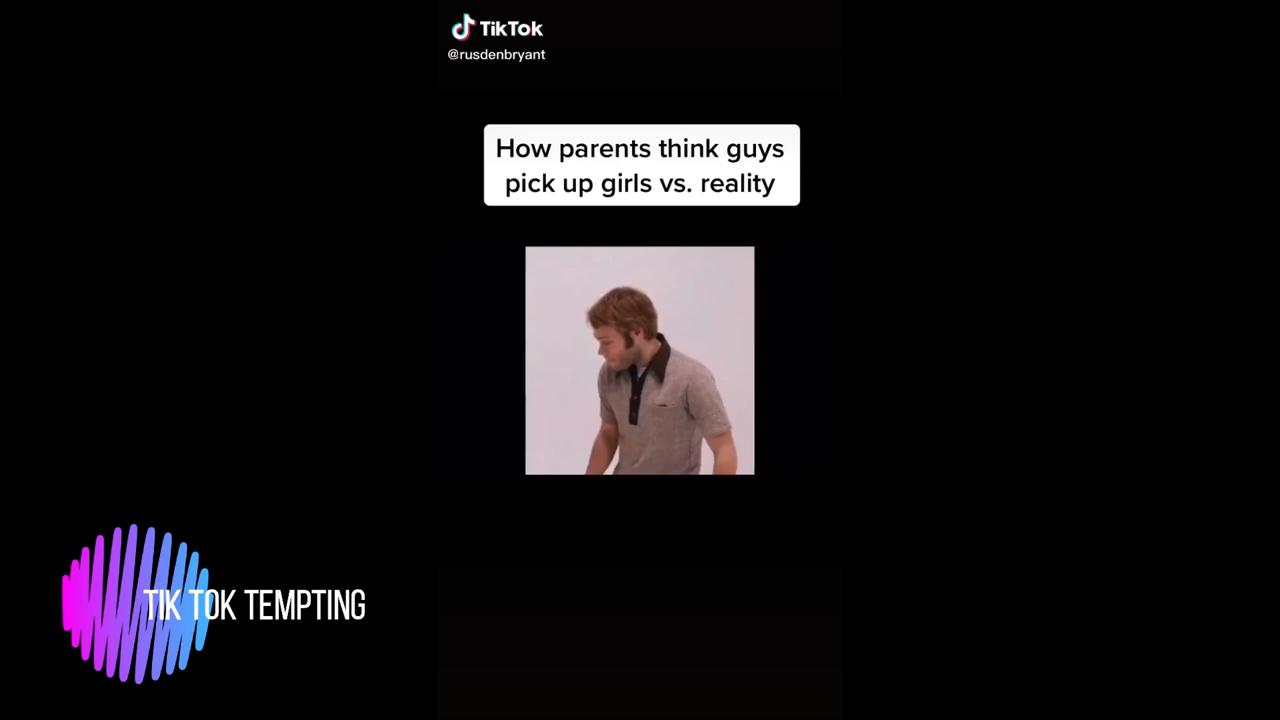 TikTok
@rusdenbryant
How parents think guys
pick up girls vs. reality
TIK TOK TEMPTING